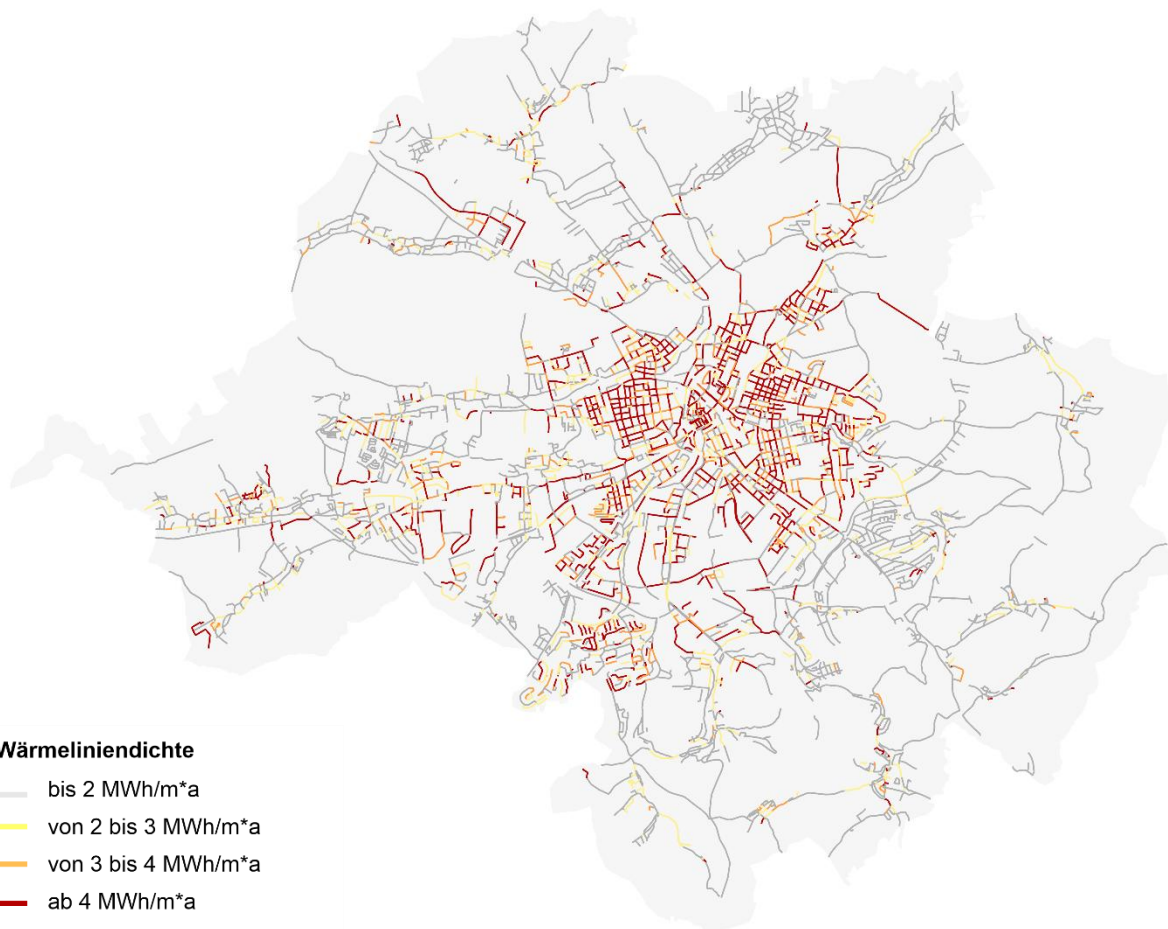 Wärmeliniendichte
bis 2 MWh/m*a
von 2 bis 3 MWh/m*a
von 3 bis 4 MWh/m*a
ab 4 MWh/m*a